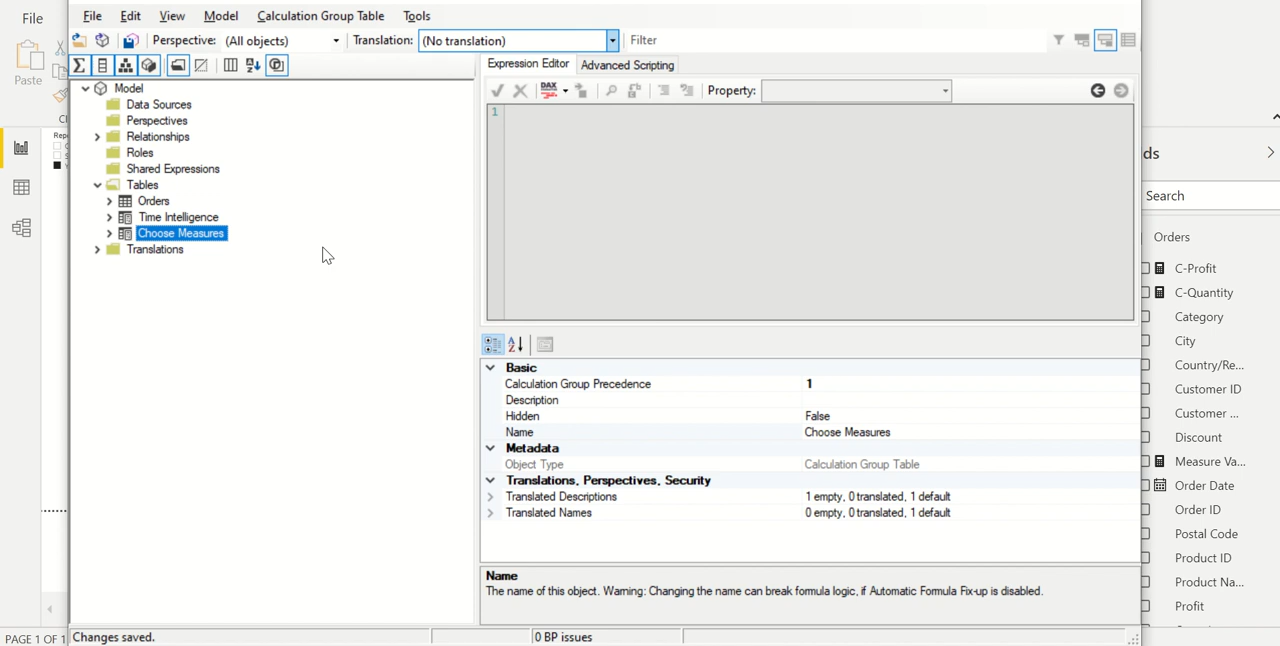 File
Paste
Cl
Repo
PAGE 1 OF 1
File Edit View Model Calculation Group Table Tools
Perspective: (All objects) Translation: (No translation) Filter
Model
Data Sources
Perspectives
Relationships
Roles
Shared Expressions
Tables
Orders
Time Intelligence
Choose Measures
Translations
Expression Editor Advanced Scripting
DAX Property:
1
Basic
Calculation Group Precedence 1
Description
Hidden False
Name Choose Measures
Metadata
Object Type Calculation Group Table
Translations, Perspectives, Security
Translated Descriptions 1 empty, 0 translated, 1 default
Translated Names 0 empty, 0 translated, 1 default
Name
The name of this object. Warning: Changing the name can break formula logic, if Automatic Formula Fix-up is disabled.
Changes saved. 0 BP issues
ds
Search
Orders
C-Profit
C-Quantity
Category
City
Country/Re...
Customer ID
Customer ...
Discount
Measure Va...
Order Date
Order ID
Postal Code
Product ID
Product Na...
Profit